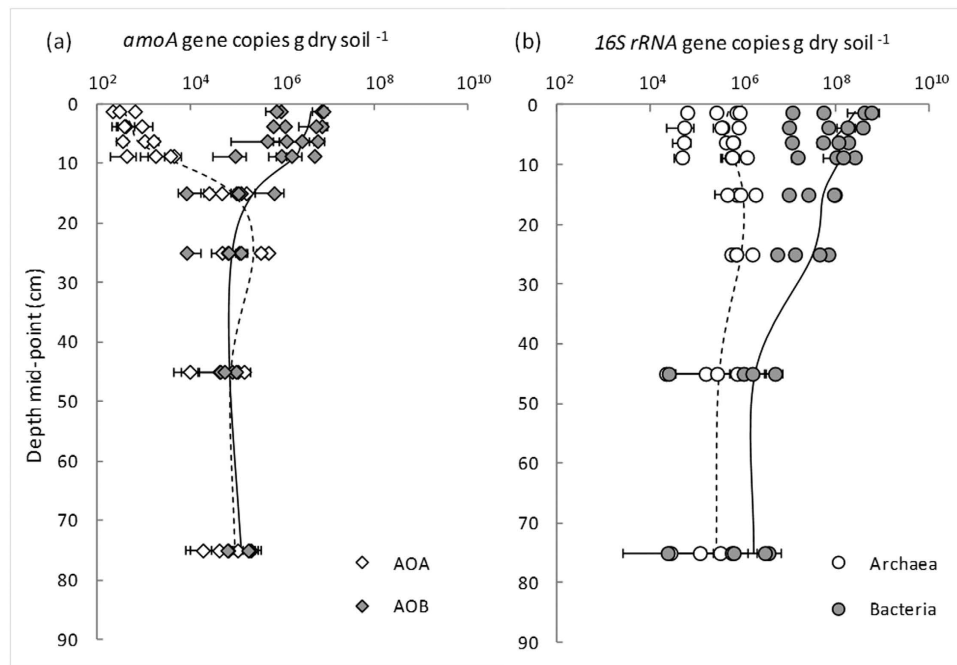 (a) amoA gene copies g dry soil -1
10² 10⁴ 10⁶ 10⁸ 10¹⁰
0
10
20
30
40
50
60
70
80
90
Depth mid-point (cm)
AOA
AOB
(b) 16S rRNA gene copies g dry soil -1
10² 10⁴ 10⁶ 10⁸ 10¹⁰
0
10
20
30
40
50
60
70
80
90
Archaea
Bacteria